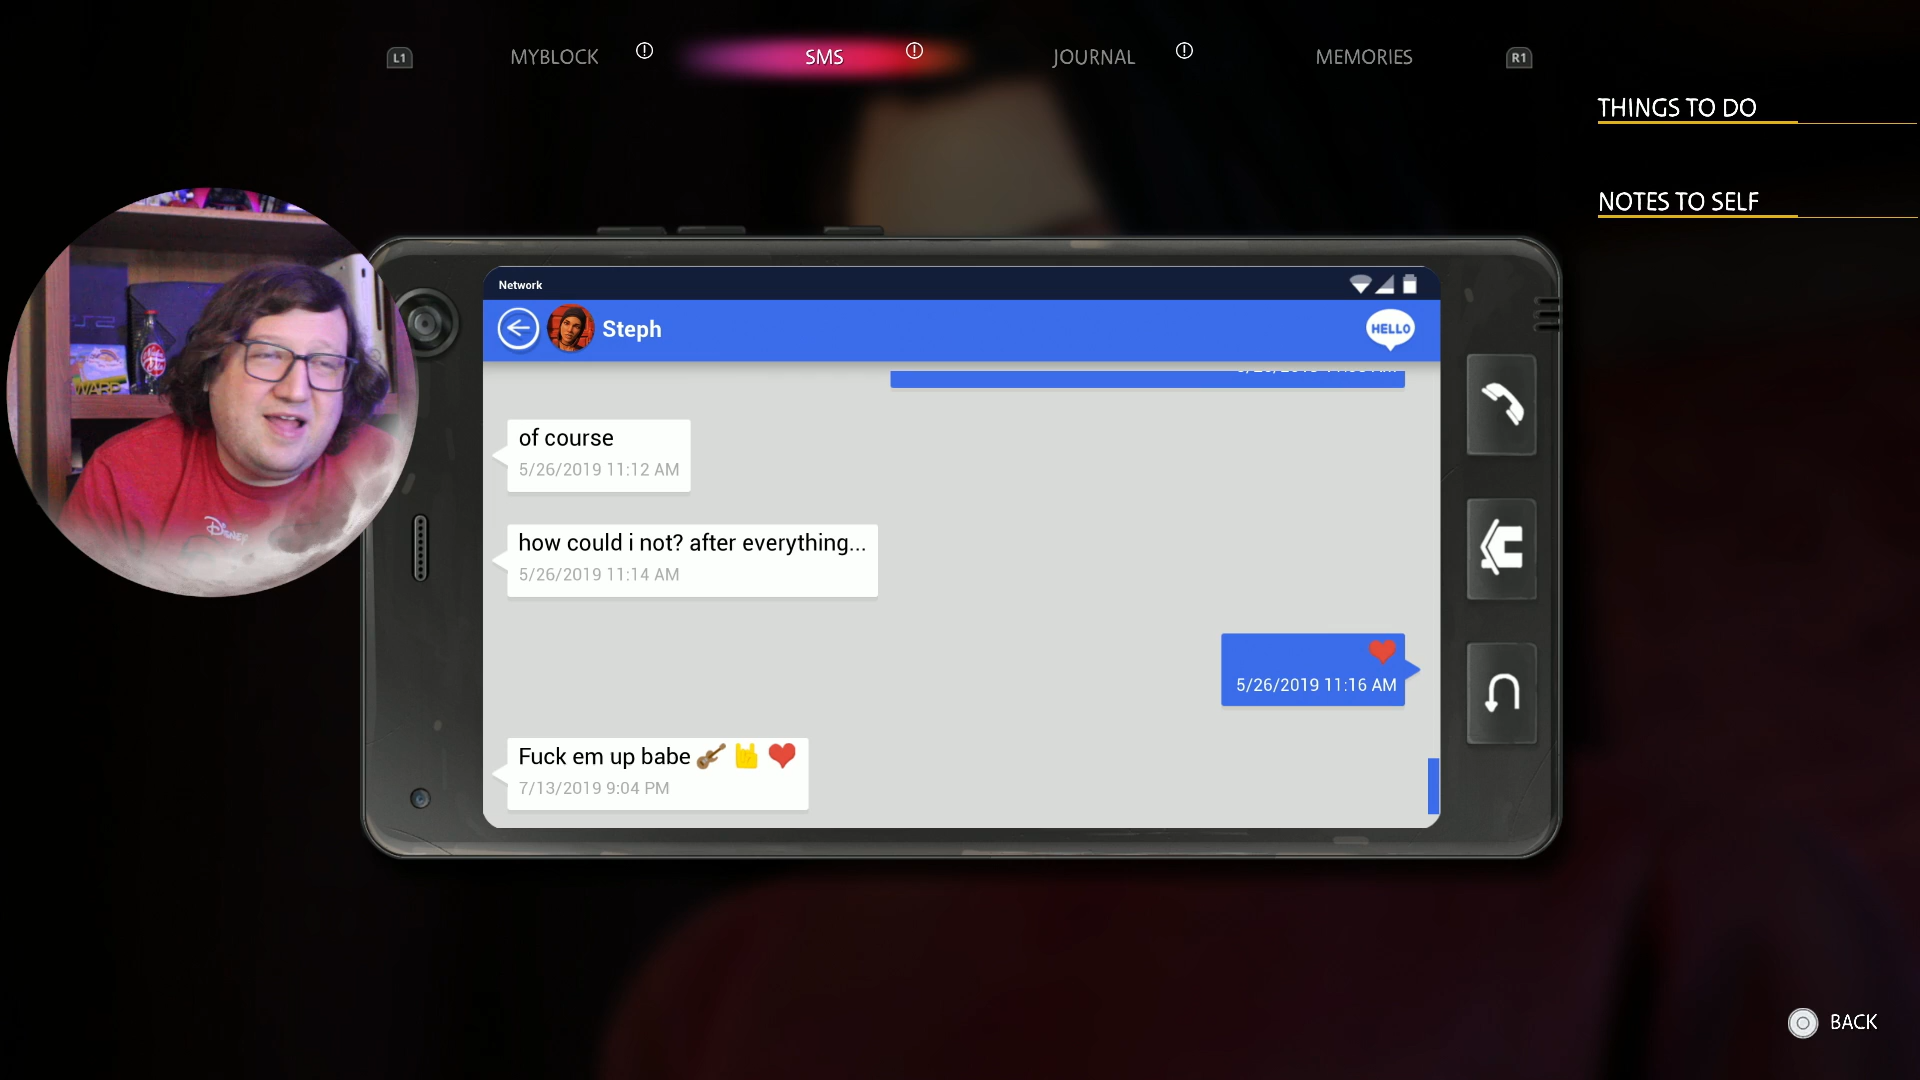 L1
MYBLOCK
SMS
JOURNAL
MEMORIES
R1
THINGS TO DO
NOTES TO SELF
Network
Steph
HELLO
of course
5/26/2019 11:12 AM
how could i not? after everything...
5/26/2019 11:14 AM
❤️
5/26/2019 11:16 AM
Fuck em up babe 🎸 🤘 ❤️
7/13/2019 9:04 PM
Disney
BACK